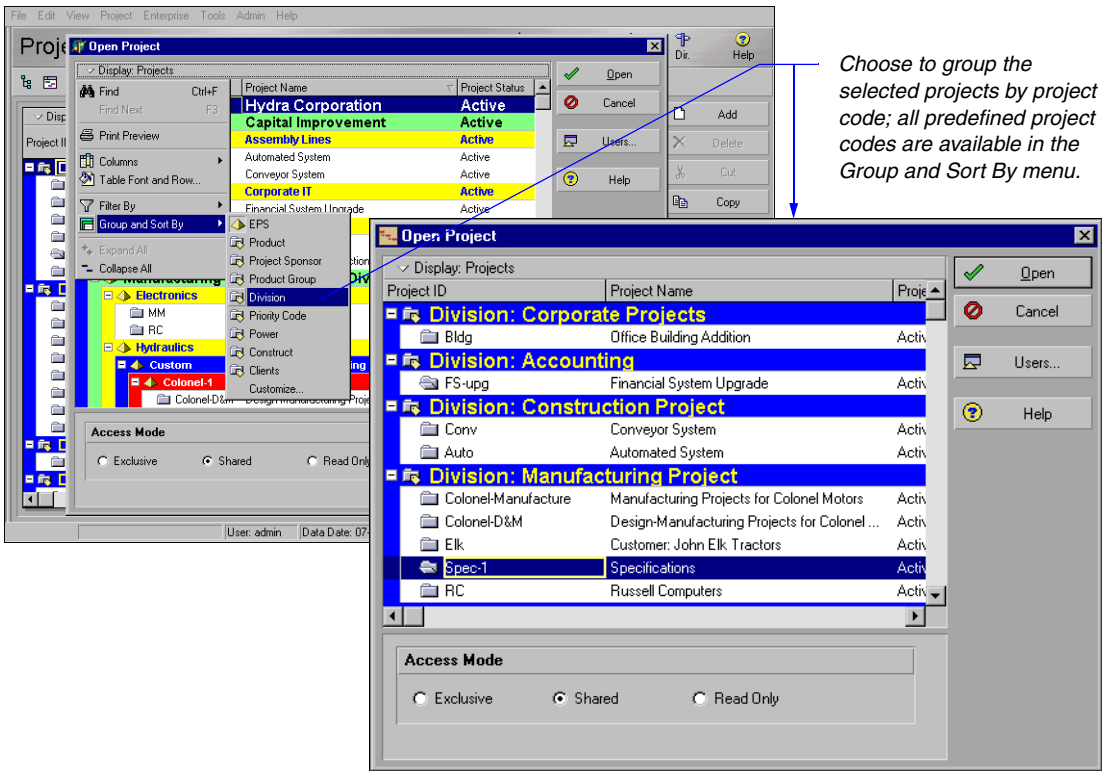 File Edit View Project Enterprise Tools Admin Help
Open Project
Dir. Help
Display: Projects
Find Ctrl+F
Find Next F3
Print Preview
Columns
Table Font and Row...
Filter By
Group and Sort By
Expand All
Collapse All
Project Name Project Status
Hydra Corporation Active
Capital Improvement Active
Assembly Lines Active
Automated System Active
Conveyor System Active
Corporate IT Active
Financial System Upgrade Active
Open
Cancel
Users...
Help
Add
Delete
Cut
Copy
EPS
Product
Project Sponsor
Product Group
Division
Priority Code
Power
Construct
Clients
Customize...
Electronics
MM
RC
Hydraulics
Custom
Colonel-1
Colonel-D&M
Access Mode
Exclusive Shared Read Only
User: admin Data Date: 07-
Choose to group the
selected projects by project
code; all predefined project
codes are available in the
Group and Sort By menu.
Open Project
Display: Projects
Project ID Project Name
Division: Corporate Projects
Bldg Office Building Addition
Division: Accounting
FS-upg Financial System Upgrade
Division: Construction Project
Conv Conveyor System
Auto Automated System
Division: Manufacturing Project
Colonel-Manufacture Manufacturing Projects for Colonel Motors
Colonel-D&M Design-Manufacturing Projects for Colonel ...
Elk Customer: John Elk Tractors
Spec-1 Specifications
RC Russell Computers
Open
Cancel
Users...
Help
Access Mode
Exclusive Shared Read Only